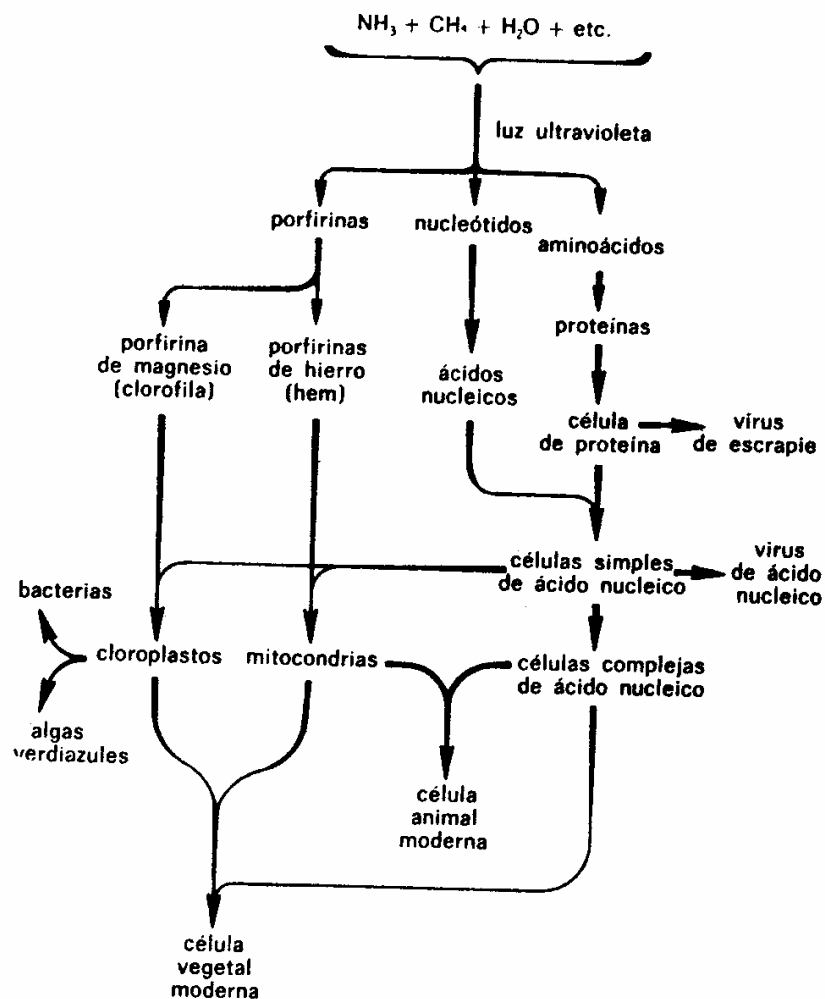 NH₃ + CH₄ + H₂O + etc.
luz ultravioleta
porfirinas
nucleótidos
aminoácidos
porfirina
de magnesio
(clorofila)
porfirinas
de hierro
(hem)
ácidos
nucleicos
proteínas
célula
de proteína
vírus
de escrapie
células simples
de ácido nucleico
virus
de ácido
nucleico
bacterias
cloroplastos
mitocondrias
células complejas
de ácido nucleico
algas
verdiazules
célula
animal
moderna
célula
vegetal
moderna